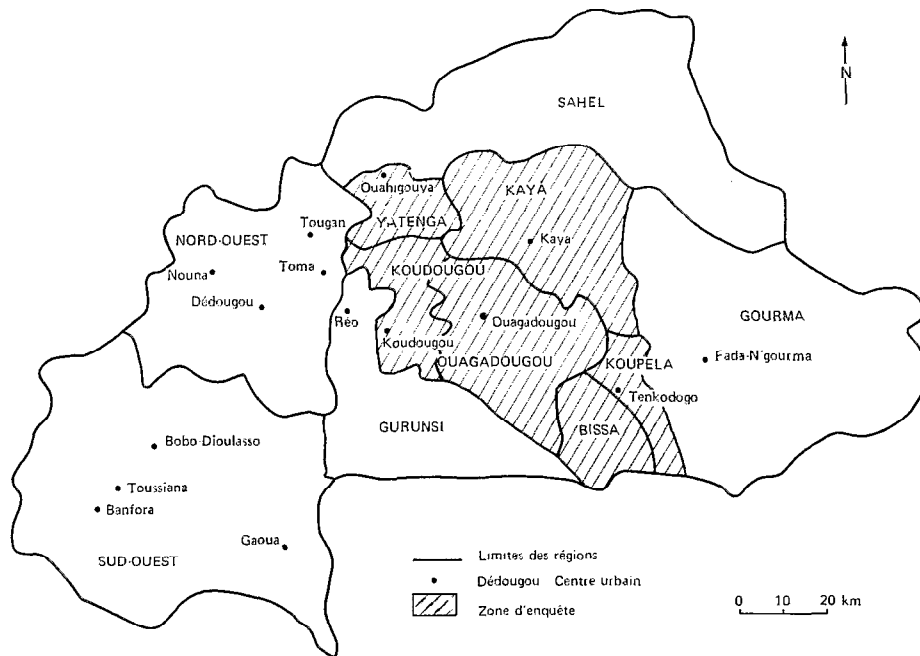 N
SAHEL
KAYA
Ouahigouya
YATENGA
Tougan
NORD-OUEST
Kaya
Nouna
Toma
KOUDOUGOU
Dédougou
Réo
Ouagadougou
GOURMA
Koudougou
OUAGADOUGOU
KOUPELA
Fada-N'gourma
Tenkodogo
GURUNSI
BISSA
Bobo-Dioulasso
Toussiana
Banfora
Gaoua
SUD-OUEST
Limites des régions
Dédougou Centre urbain
Zone d'enquête
0 10 20 km